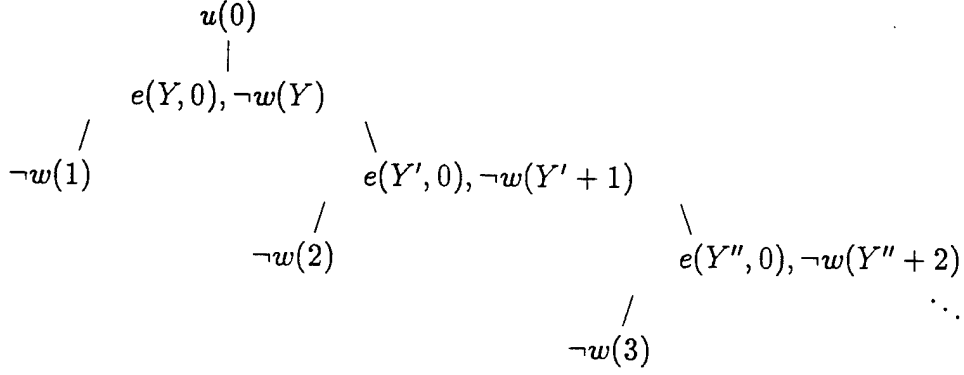 u(0)
e(Y, 0), ¬w(Y)
¬w(1)
e(Y′, 0), ¬w(Y′ + 1)
¬w(2)
e(Y″, 0), ¬w(Y″ + 2)
⋱
¬w(3)